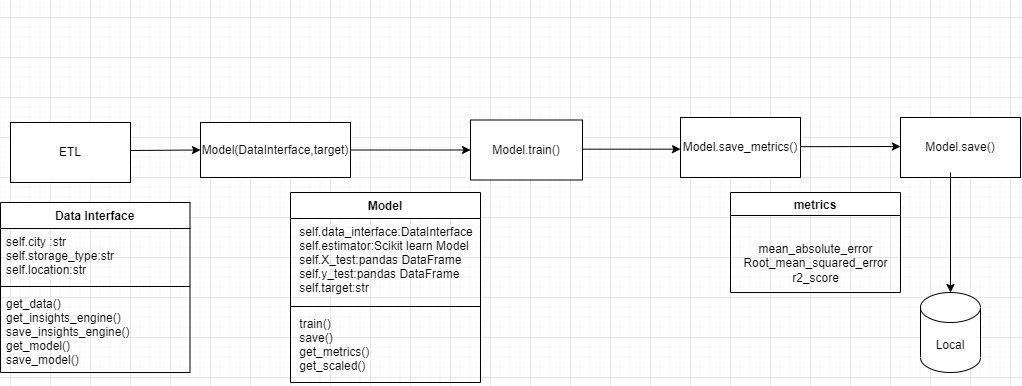 ETL
Model(DataInterface,target)
Model.train()
Model.save_metrics()
Model.save()
Data Interface
self.city :str
self.storage_type:str
self.location:str
get_data()
get_insights_engine()
save_insights_engine()
get_model()
save_model()
Model
self.data_interface:DataInterface
self.estimator:Scikit learn Model
self.X_test:pandas DataFrame
self.y_test:pandas DataFrame
self.target:str
train()
save()
get_metrics()
get_scaled()
metrics
mean_absolute_error
Root_mean_squared_error
r2_score
Local